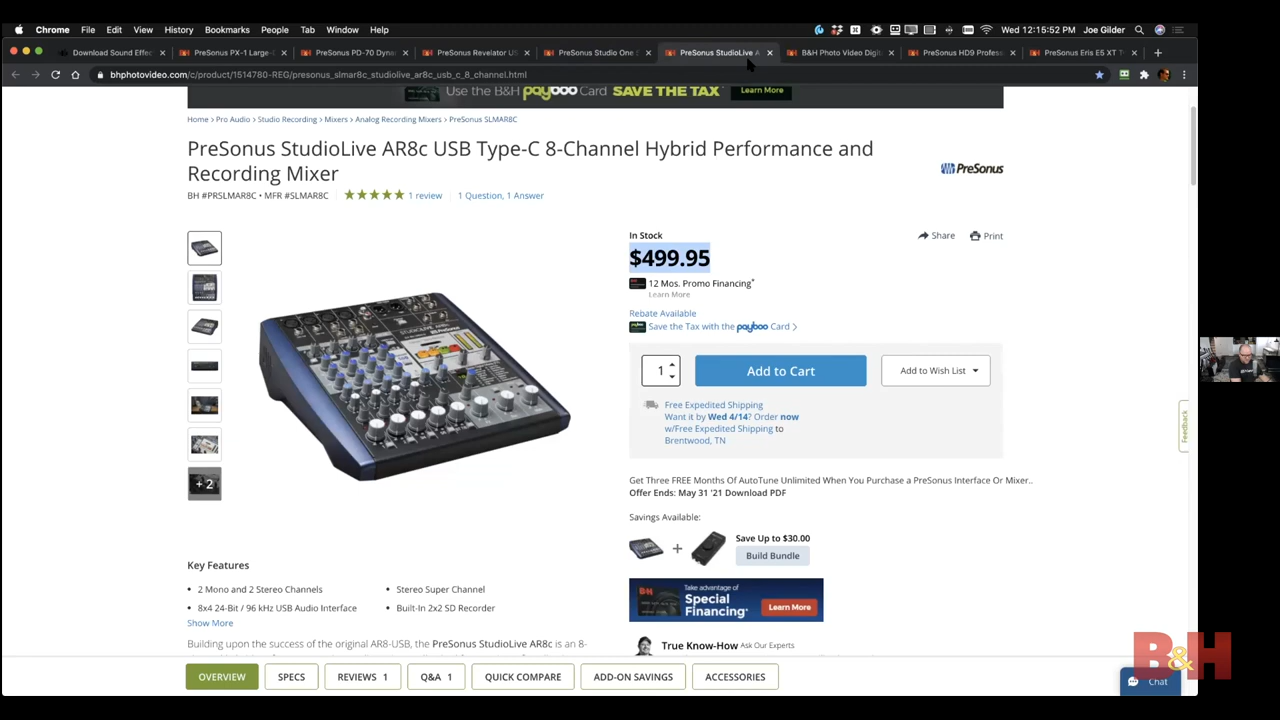 Chrome File Edit View History Bookmarks People Tab Window Help Wed 12:15:52 Joe Gilder
Download Sound Effec PreSonus PX-1 Large- PreSonus PD-70 Dyna PreSonus Revelator US PreSonus Studio One 5 PreSonus StudioLive A B&H Photo Video Digit PreSonus HD9 Profess PreSonus Eris E5 XT T
bhphotovideo.com/c/product/1514780-REG/presonus_slmar8c_studiolive_ar8c_usb_c_8_channel.html
Use the B&H payboo Card SAVE THE TAX Learn More
Home > Pro Audio > Studio Recording > Mixers > Analog Recording Mixers > PreSonus SLMAR8C
PreSonus StudioLive AR8c USB Type-C 8-Channel Hybrid Performance and
Recording Mixer
PreSonus
BH #PRSLMAR8C • MFR #SLMAR8C 1 review 1 Question, 1 Answer
In Stock Share Print
$499.95
12 Mos. Promo Financing*
Learn More
Rebate Available
Save the Tax with the payboo Card >
1 Add to Cart Add to Wish List
Free Expedited Shipping
Want it by Wed 4/14? Order now
w/Free Expedited Shipping to
Brentwood, TN
Feedback
+ 2
Get Three FREE Months Of AutoTune Unlimited When You Purchase a PreSonus Interface Or Mixer..
Offer Ends: May 31 '21 Download PDF
Savings Available:
+ Save Up to $30.00
Build Bundle
Key Features
• 2 Mono and 2 Stereo Channels • Stereo Super Channel
• 8x4 24-Bit / 96 kHz USB Audio Interface • Built-In 2x2 SD Recorder
Show More
Take advantage of
Special
Financing* Learn More
Building upon the success of the original AR8-USB, the PreSonus StudioLive AR8c is an 8-
True Know-How Ask Our Experts
OVERVIEW SPECS REVIEWS 1 Q&A 1 QUICK COMPARE ADD-ON SAVINGS ACCESSORIES
B&H
Chat